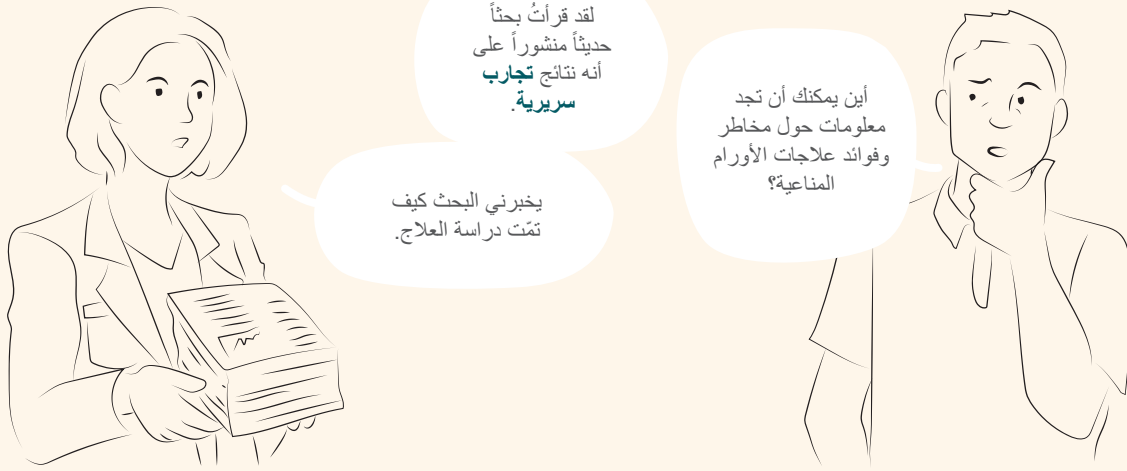 أين يمكنك أن تجد
معلومات حول مخاطر
وفوائد علاجات الأورام
المناعية؟
لقد قرأتُ بحثاً
حديثاً منشوراً على
أنه نتائج تجارب
سريرية.
يخبرني البحث كيف
تمّت دراسة العلاج.